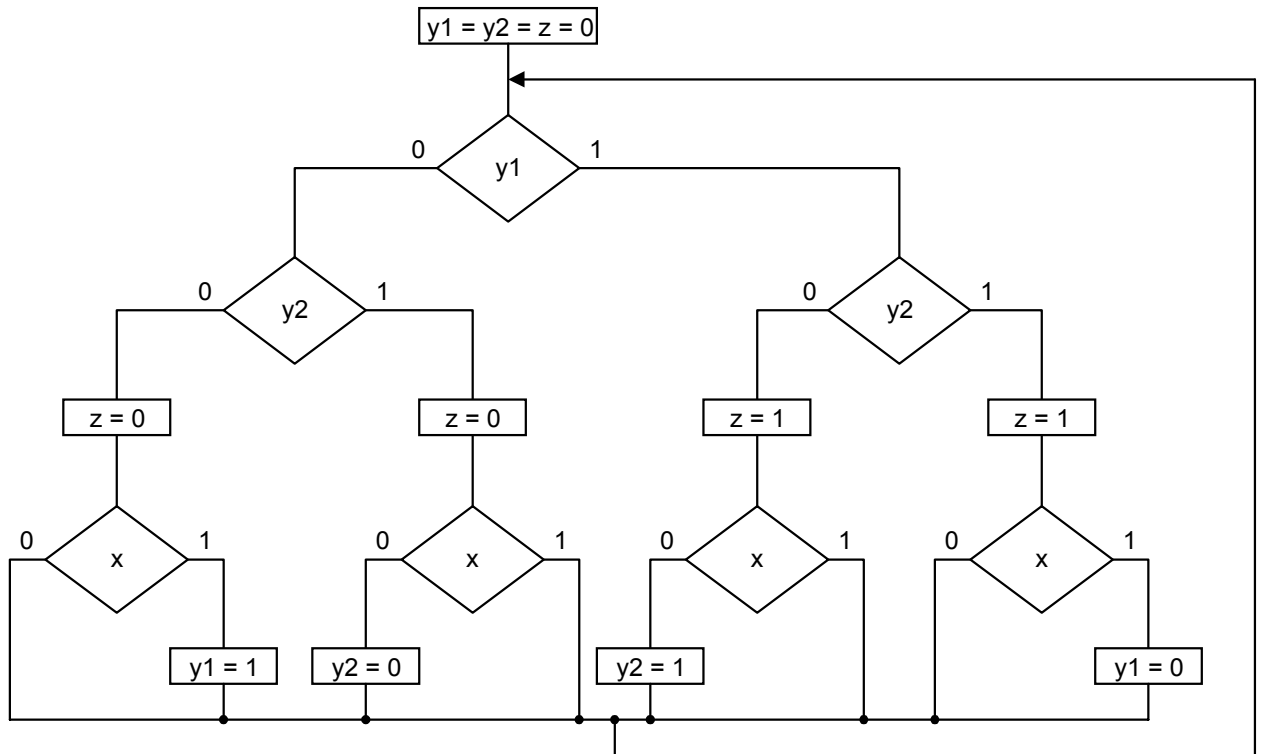 y1 = y2 = z = 0
0 y1 1
0 y2 1 0 y2 1
z = 0 z = 0 z = 1 z = 1
0 x 1 0 x 1 0 x 1 0 x 1
y1 = 1 y2 = 0 y2 = 1 y1 = 0